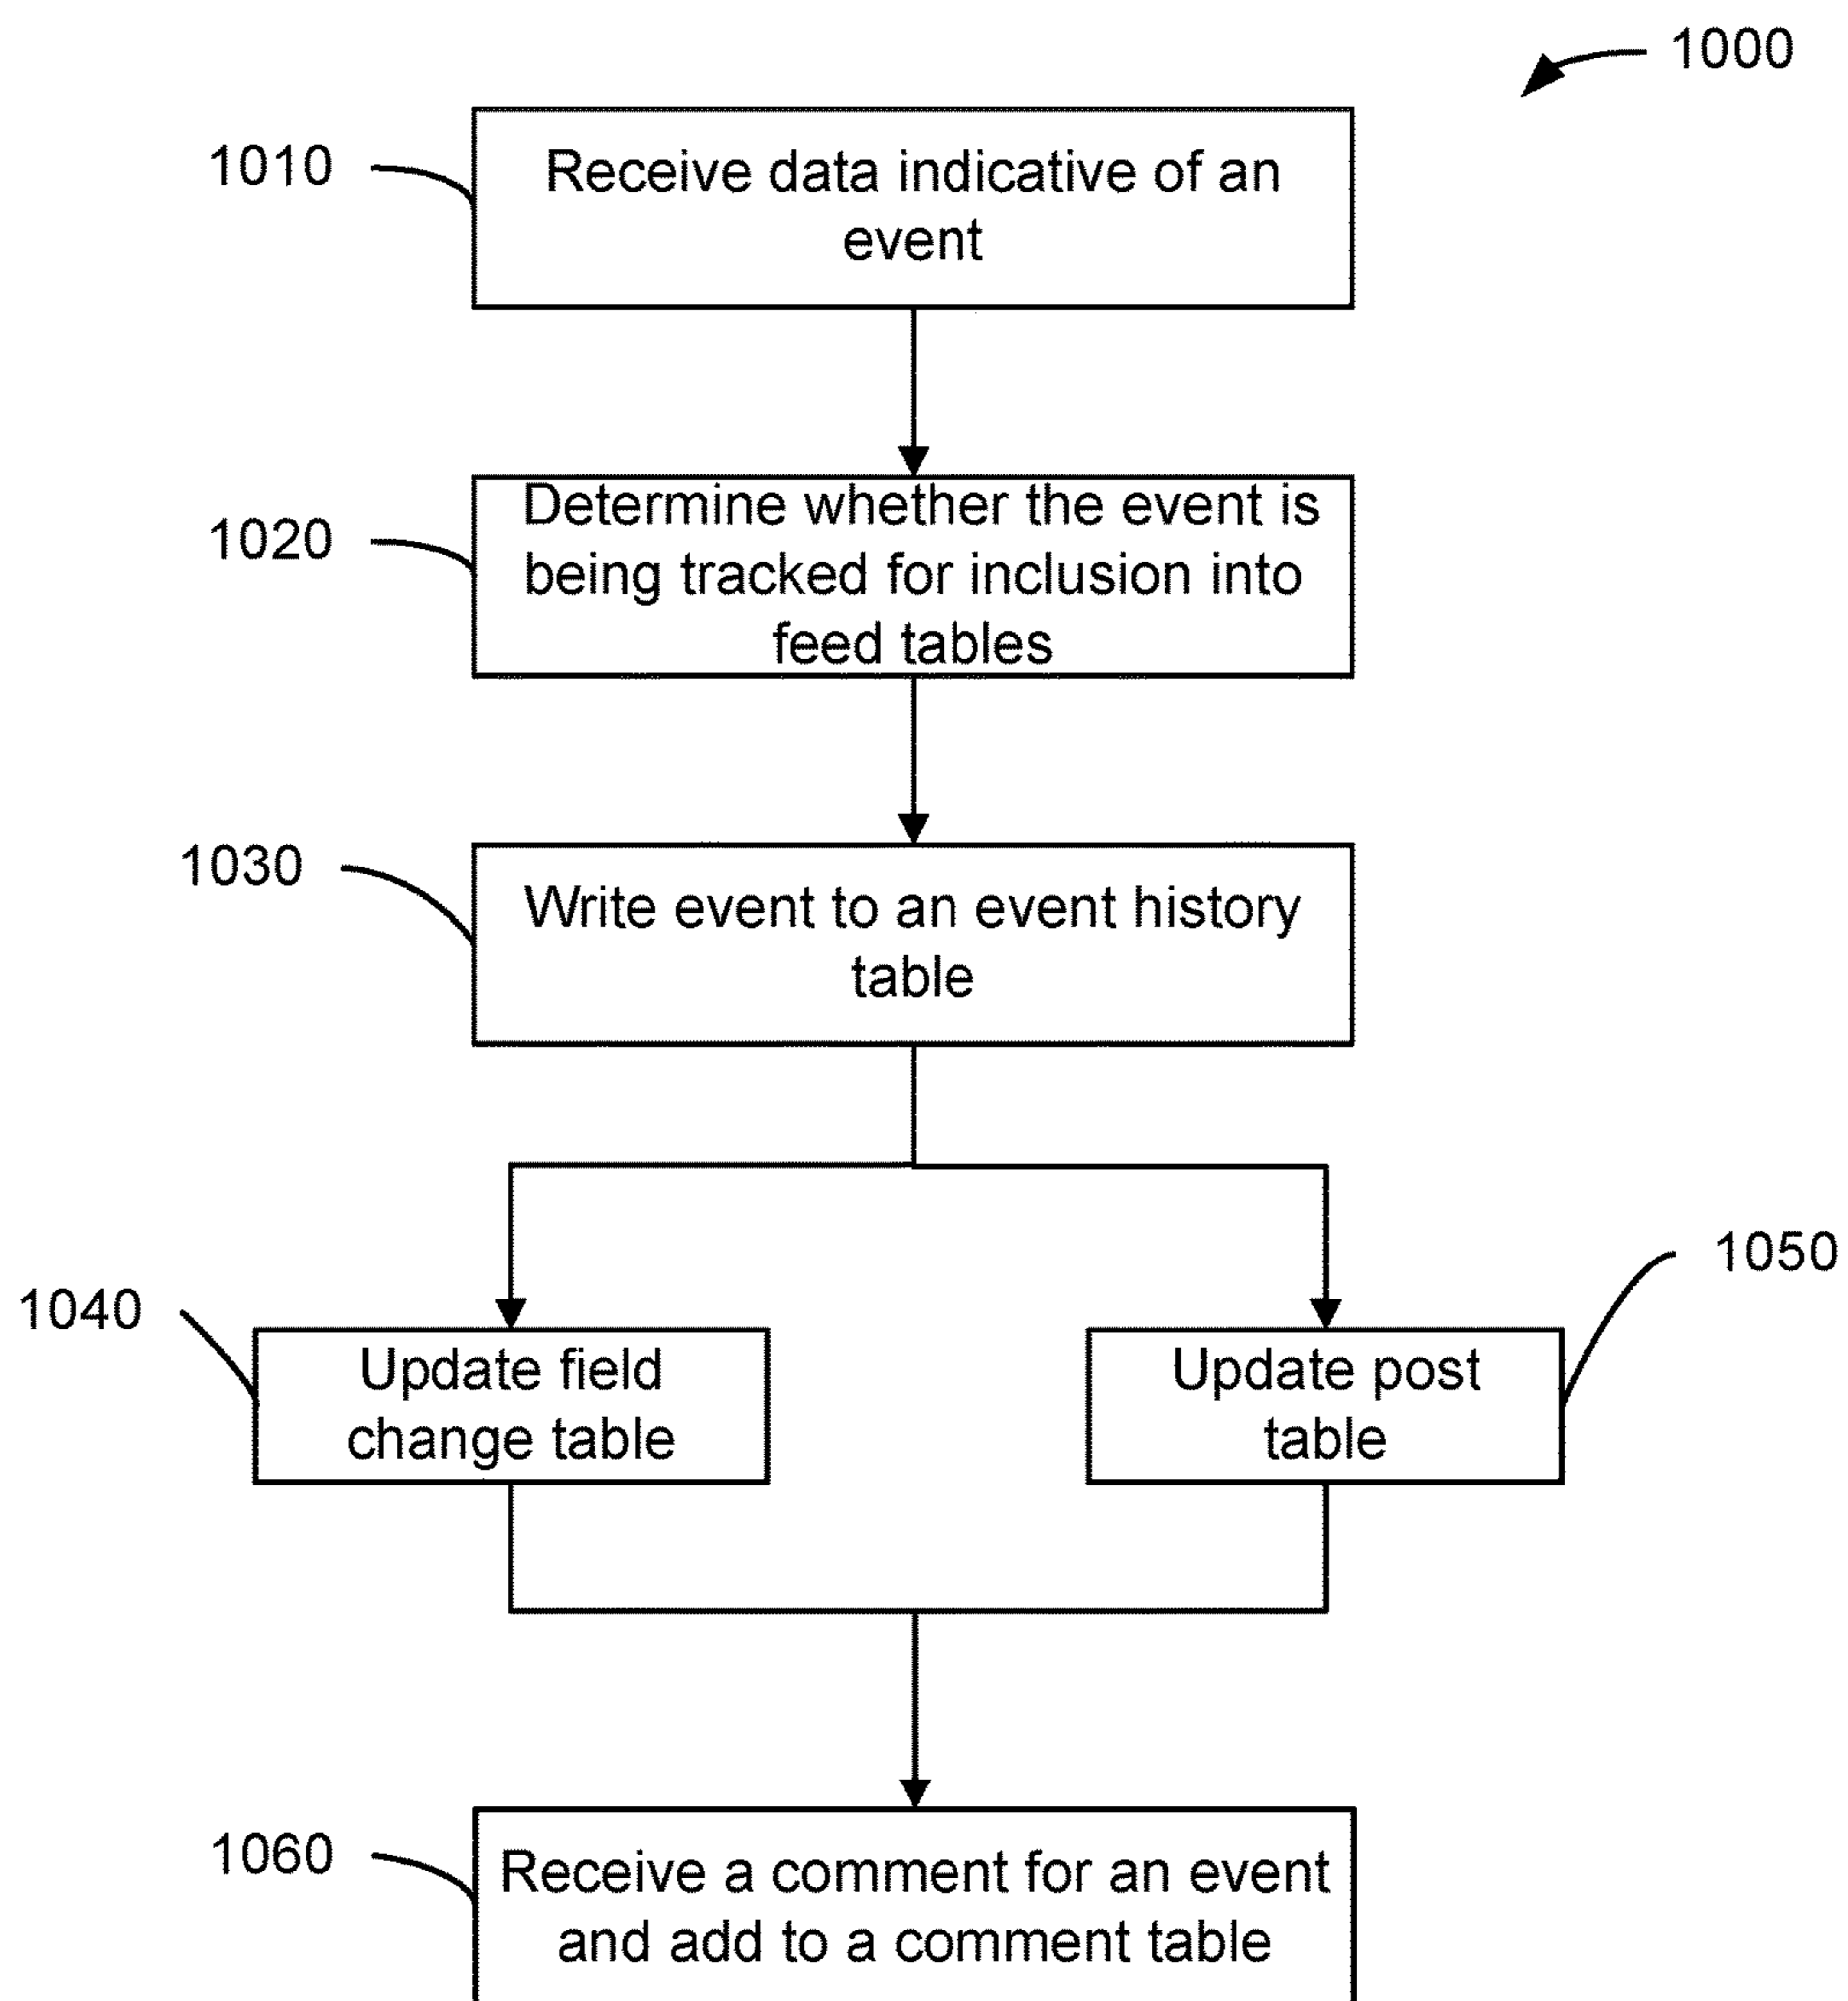 1000
1010
Receive data indicative of an
event
1020
Determine whether the event is
being tracked for inclusion into
feed tables
1030
Write event to an event history
table
1040
Update field
change table
Update post
table
1050
1060
Receive a comment for an event
and add to a comment table